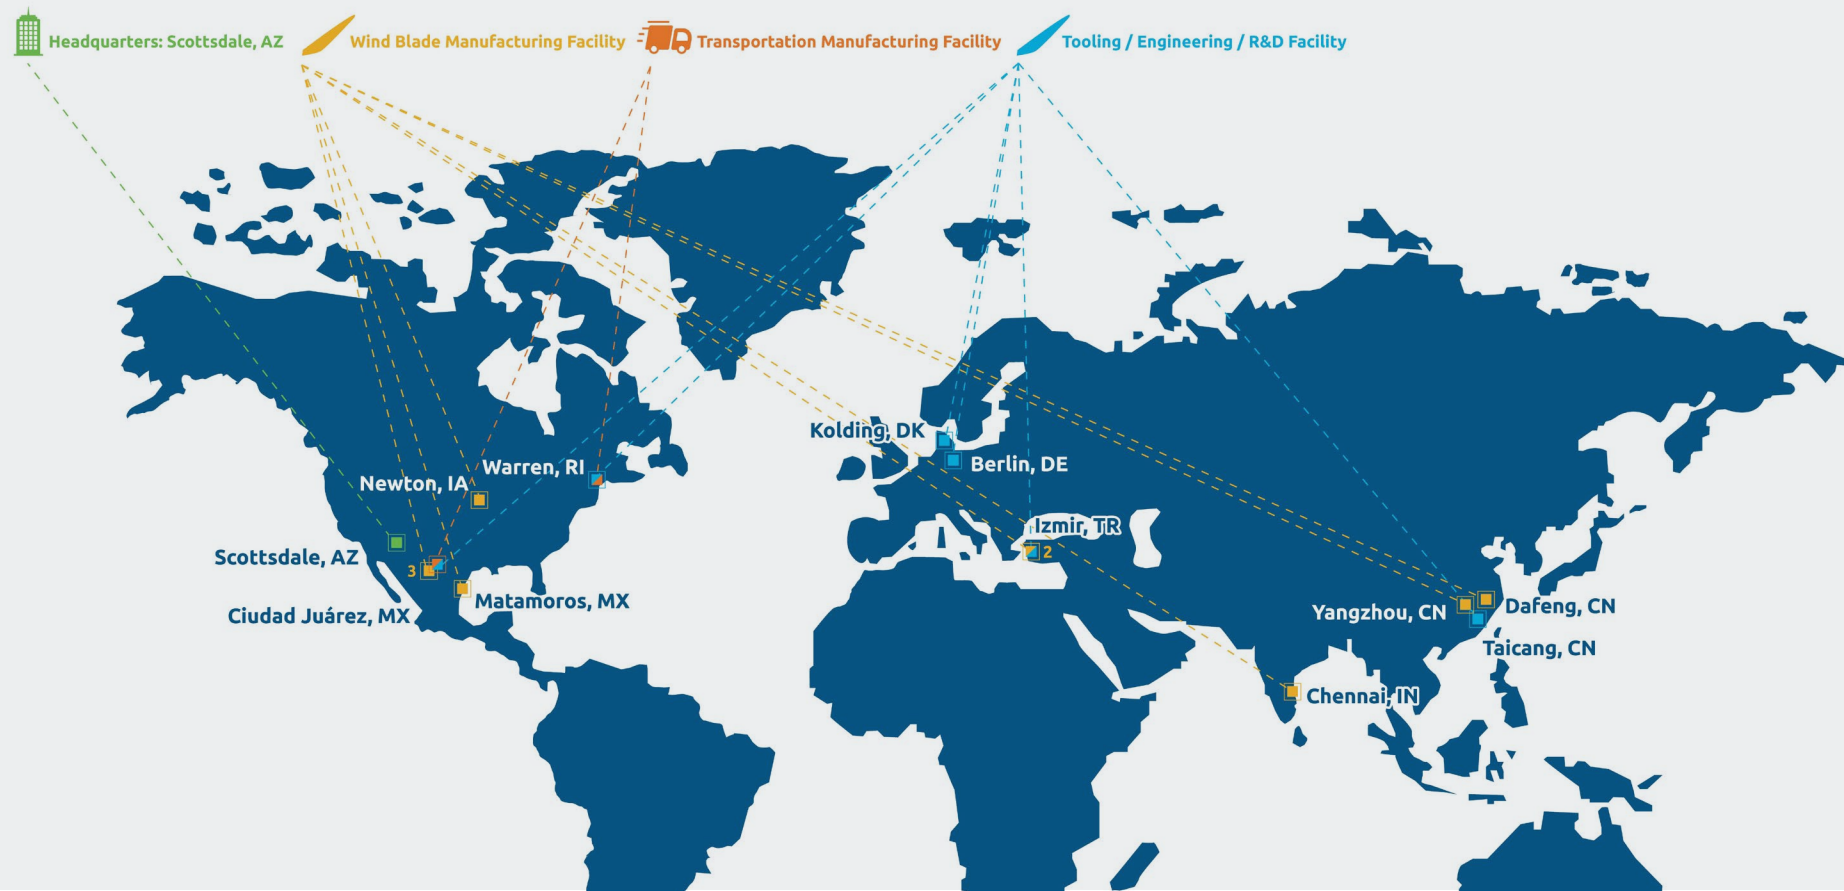 Headquarters: Scottsdale, AZ
Wind Blade Manufacturing Facility
Transportation Manufacturing Facility
Tooling / Engineering / R&D Facility
Kolding, DK
Berlin, DE
Warren, RI
Newton, IA
Izmir, TR
2
Scottsdale, AZ
3
Matamoros, MX
Ciudad Juárez, MX
Yangzhou, CN
Dafeng, CN
Taicang, CN
Chennai, IN